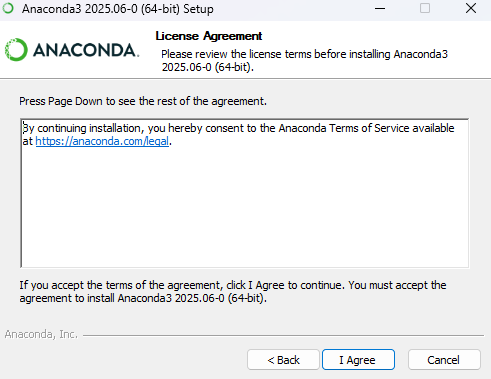 Anaconda3 2025.06-0 (64-bit) Setup
ANACONDA.
License Agreement
Please review the license terms before installing Anaconda3
2025.06-0 (64-bit).
Press Page Down to see the rest of the agreement.
By continuing installation, you hereby consent to the Anaconda Terms of Service available
at https://anaconda.com/legal.
If you accept the terms of the agreement, click I Agree to continue. You must accept the
agreement to install Anaconda3 2025.06-0 (64-bit).
Anaconda, Inc.
< Back
I Agree
Cancel